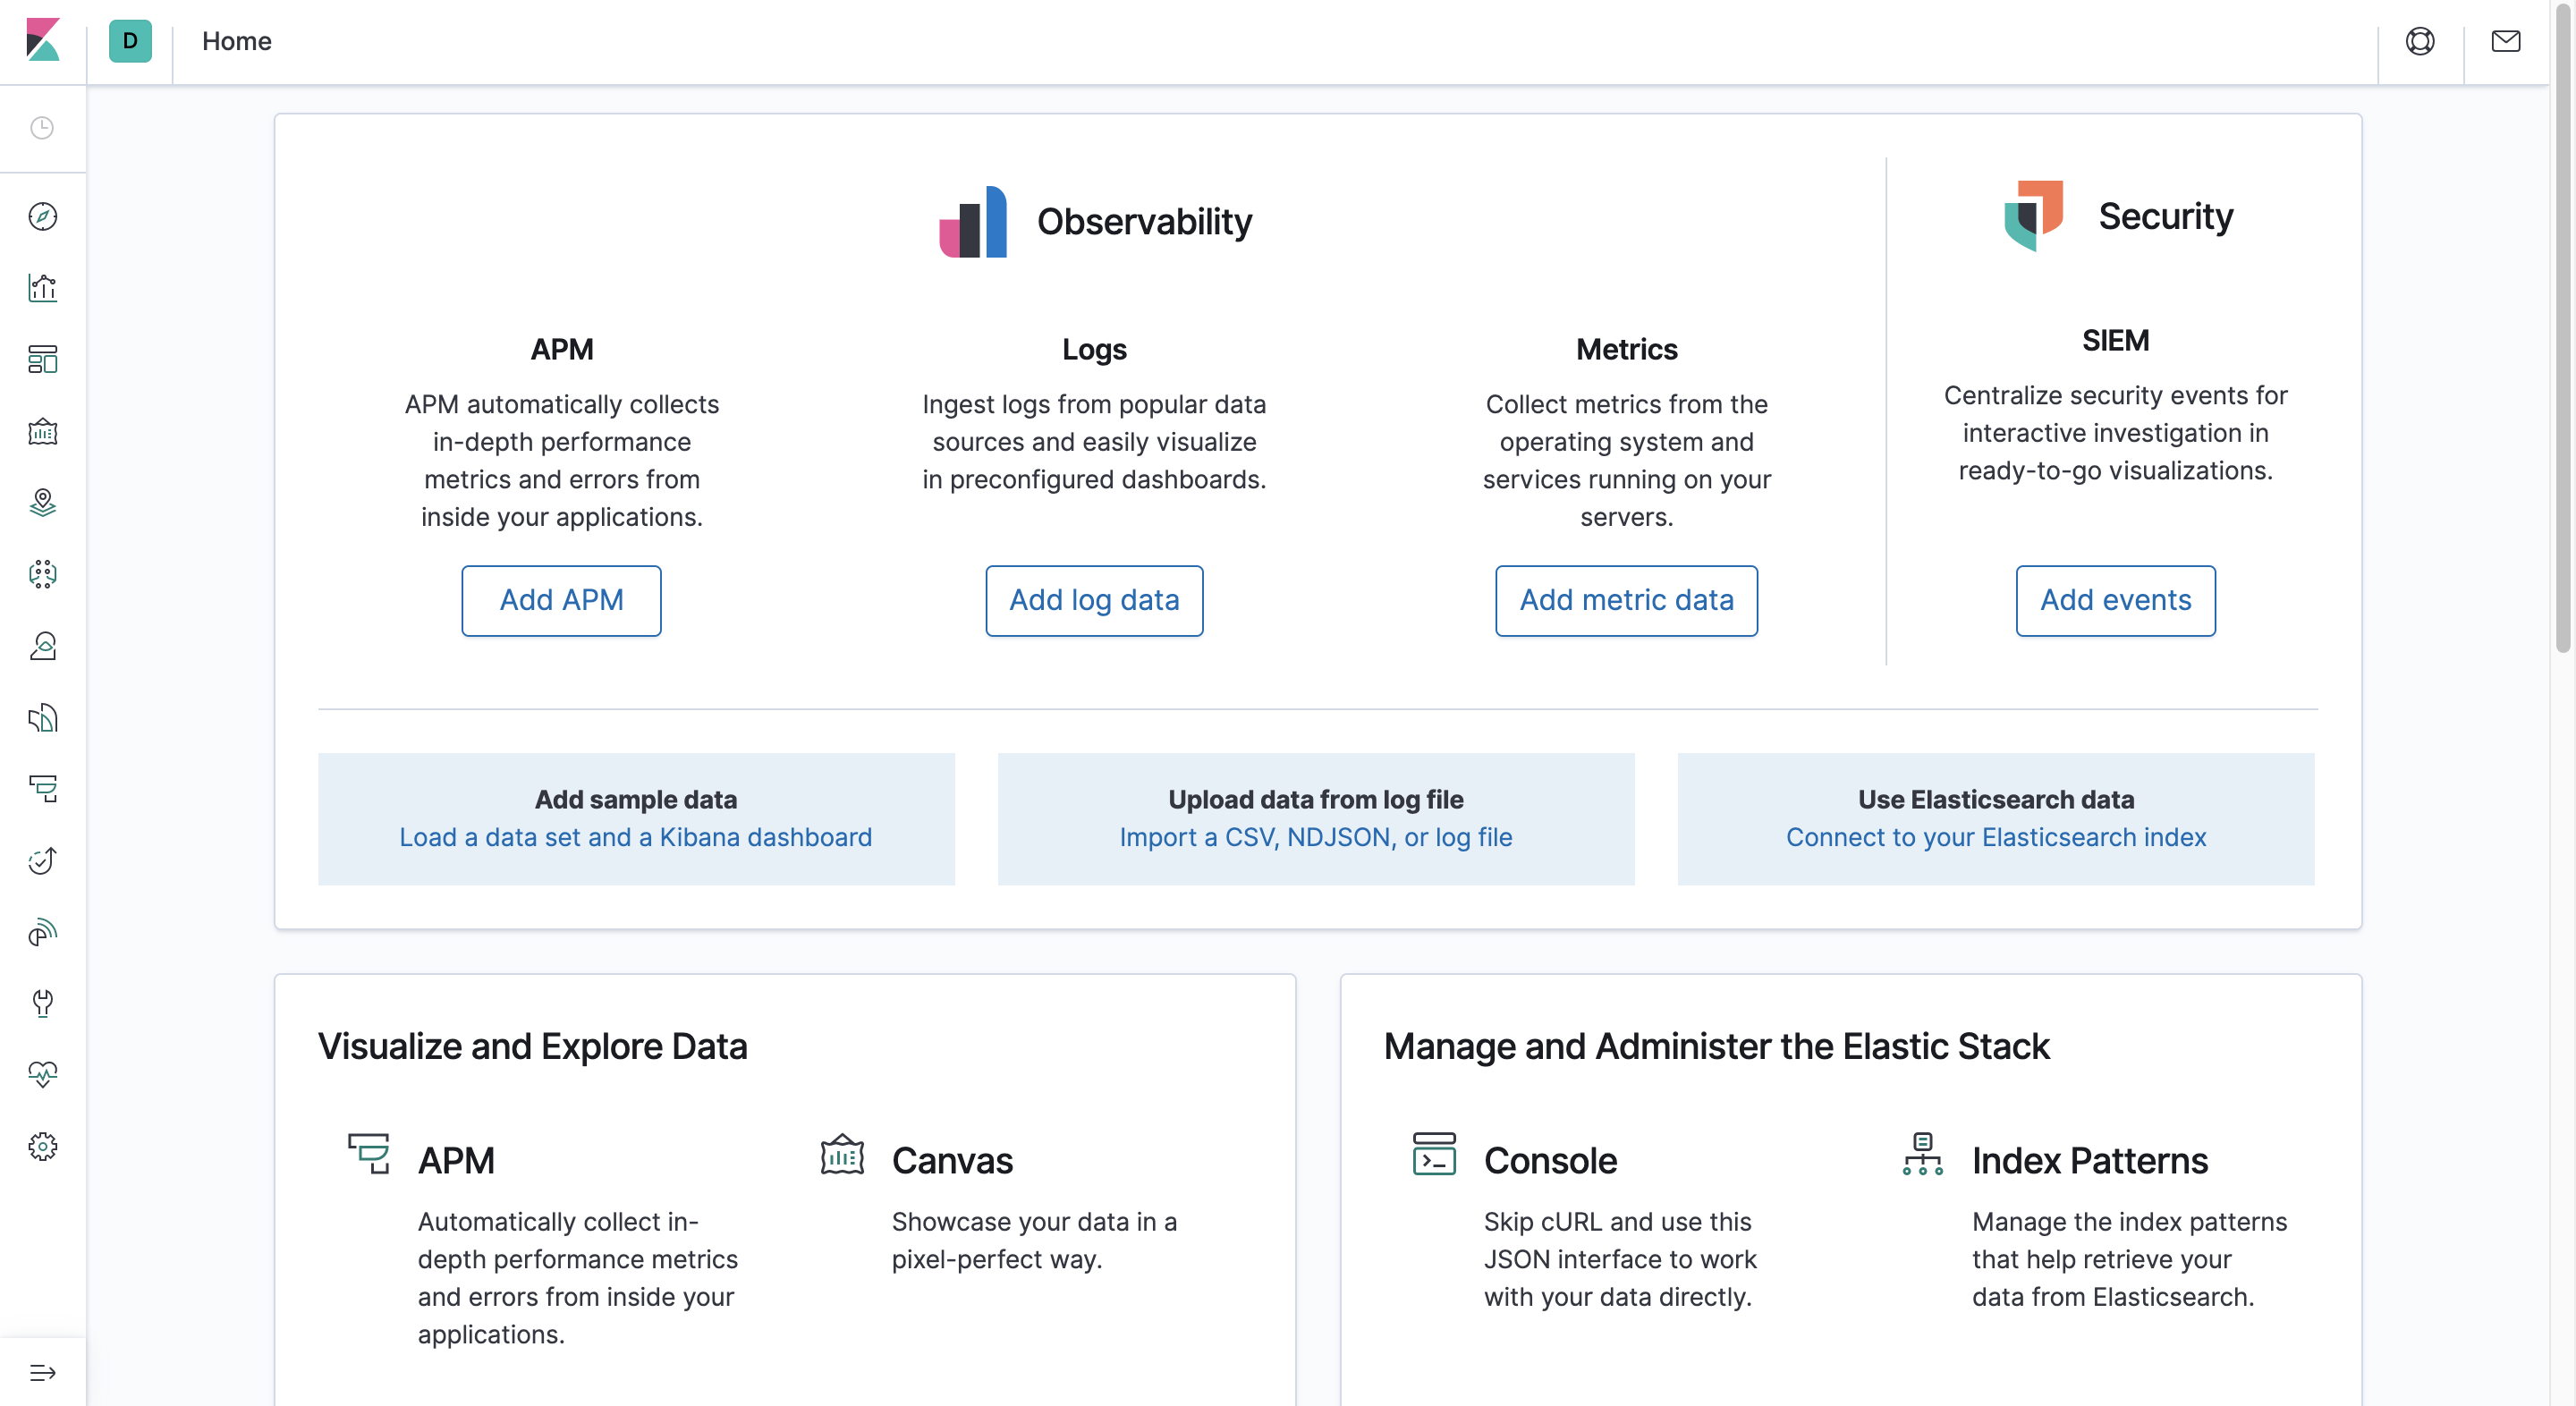 D
Home
Observability
Security
APM
APM automatically collects
in-depth performance
metrics and errors from
inside your applications.
Add APM
Logs
Ingest logs from popular data
sources and easily visualize
in preconfigured dashboards.
Add log data
Metrics
Collect metrics from the
operating system and
services running on your
servers.
Add metric data
SIEM
Centralize security events for
interactive investigation in
ready-to-go visualizations.
Add events
Add sample data
Load a data set and a Kibana dashboard
Upload data from log file
Import a CSV, NDJSON, or log file
Use Elasticsearch data
Connect to your Elasticsearch index
Visualize and Explore Data
APM
Automatically collect in-
depth performance metrics
and errors from inside your
applications.
Canvas
Showcase your data in a
pixel-perfect way.
Manage and Administer the Elastic Stack
Console
Skip cURL and use this
JSON interface to work
with your data directly.
Index Patterns
Manage the index patterns
that help retrieve your
data from Elasticsearch.